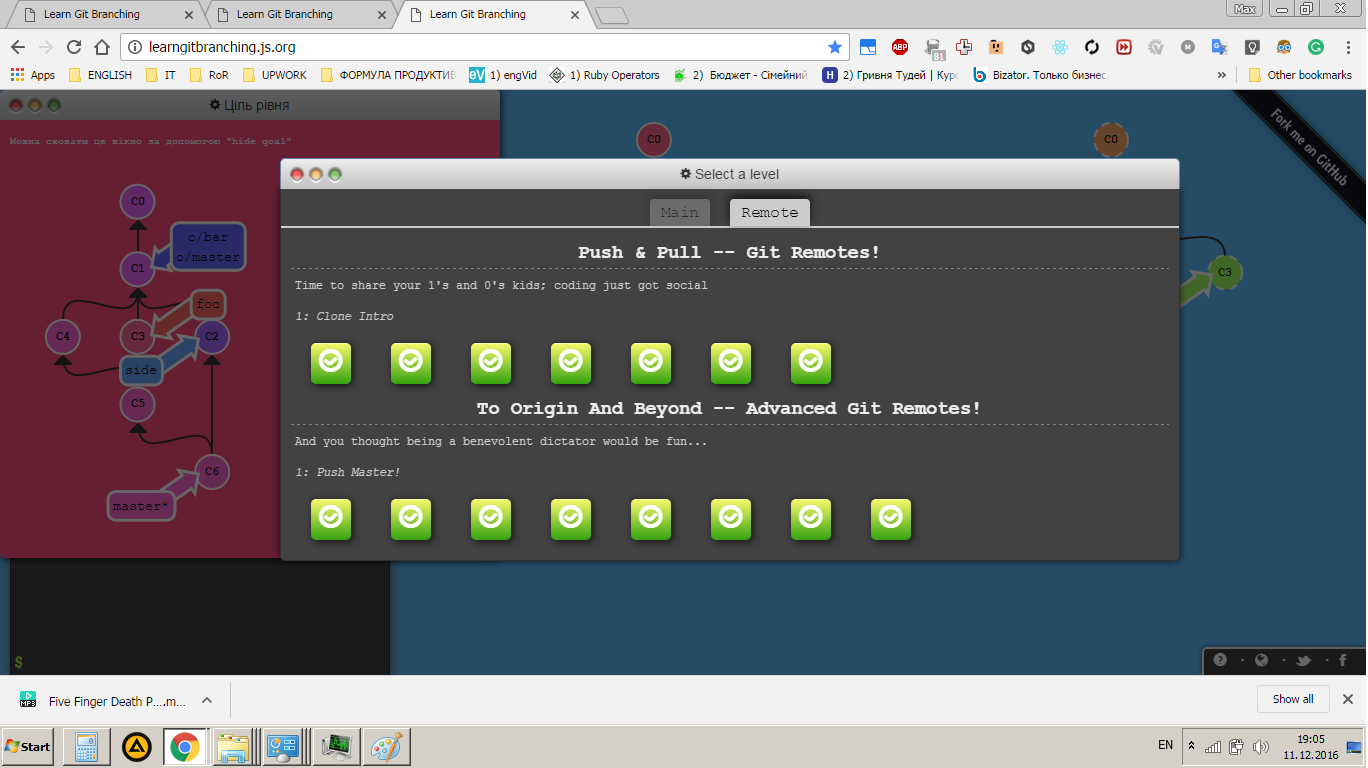 Learn Git Branching
Learn Git Branching
Learn Git Branching
Max
learngitbranching.js.org
ABP
81
Apps
ENGLISH
IT
RoR
UPWORK
ФОРМУЛА ПРОДУКТИВ
1) engVid
1) Ruby Operators
2) Бюджет - Сімейний
2) Гривня Тудей | Курс
Bizator. Только бизнес.
»
Other bookmarks
Ціль рівня
Можна сховати це вікно за допомогою "hide goal"
C0
o/bar
o/master
C1
foo
C4
C3
C2
side
C5
C6
master*
C0
C0
C3
Fork me on GitHub
Select a level
Main
Remote
Push & Pull -- Git Remotes!
Time to share your 1's and 0's kids; coding just got social
1: Clone Intro
To Origin And Beyond -- Advanced Git Remotes!
And you thought being a benevolent dictator would be fun...
1: Push Master!
$
MP3
Five Finger Death P....m...
Show all
Start
EN
19:05
11.12.2016